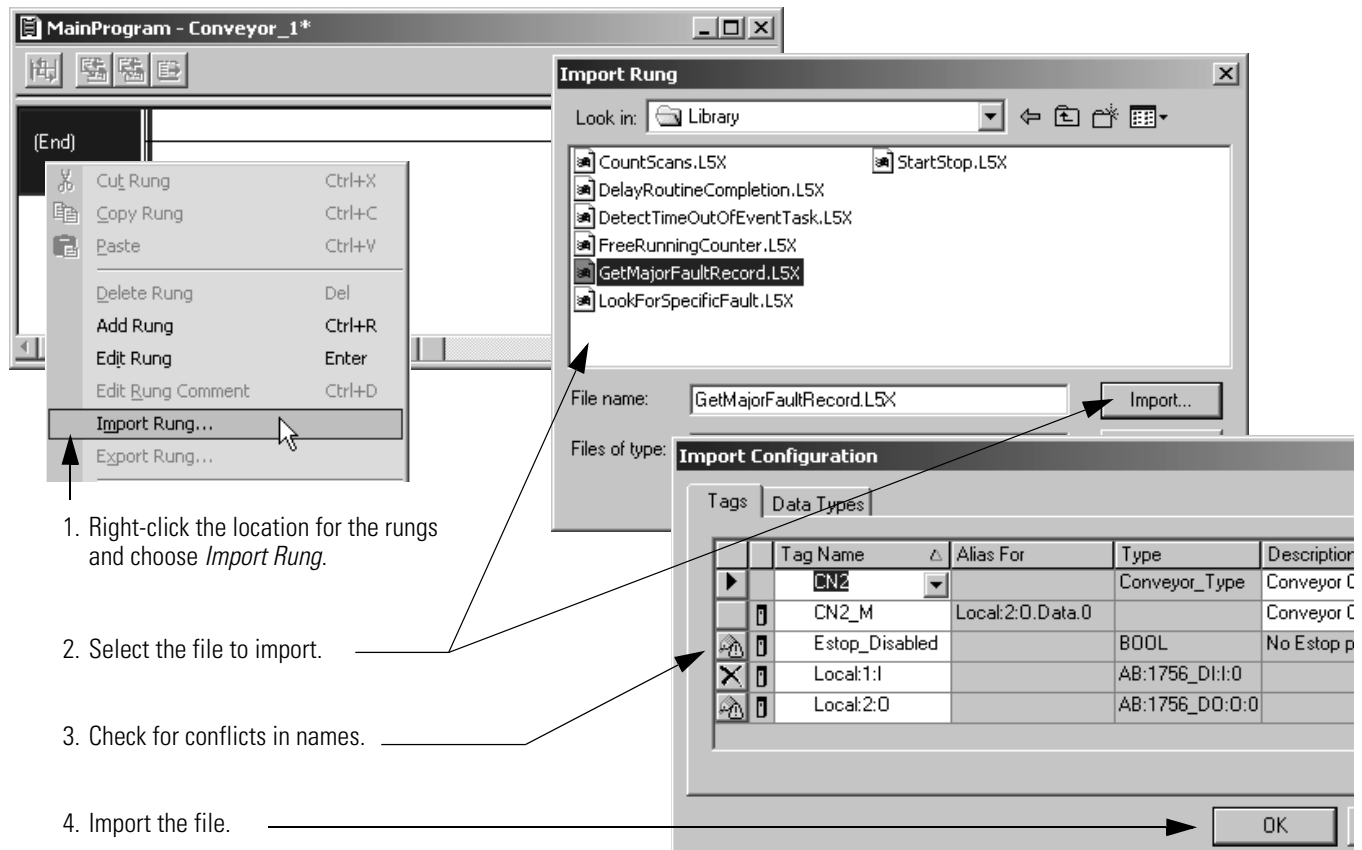 MainProgram - Conveyor_1*
(End)
Cut Rung Ctrl+X
Copy Rung Ctrl+C
Paste Ctrl+V
Delete Rung Del
Add Rung Ctrl+R
Edit Rung Enter
Edit Rung Comment Ctrl+D
Import Rung...
Export Rung...
Import Rung
Look in: Library
CountScans.L5X StartStop.L5X
DelayRoutineCompletion.L5X
DetectTimeOutOfEventTask.L5X
FreeRunningCounter.L5X
GetMajorFaultRecord.L5X
LookForSpecificFault.L5X
File name: GetMajorFaultRecord.L5X Import...
Files of type:
Import Configuration
Tags Data Types
Tag Name Alias For Type Description
CN2 Conveyor_Type Conveyor
CN2_M Local:2:O.Data.0 Conveyor
Estop_Disabled BOOL No Estop p
Local:1:I AB:1756_DI:I:0
Local:2:O AB:1756_DO:O:0
OK
1. Right-click the location for the rungs
and choose Import Rung.
2. Select the file to import.
3. Check for conflicts in names.
4. Import the file.